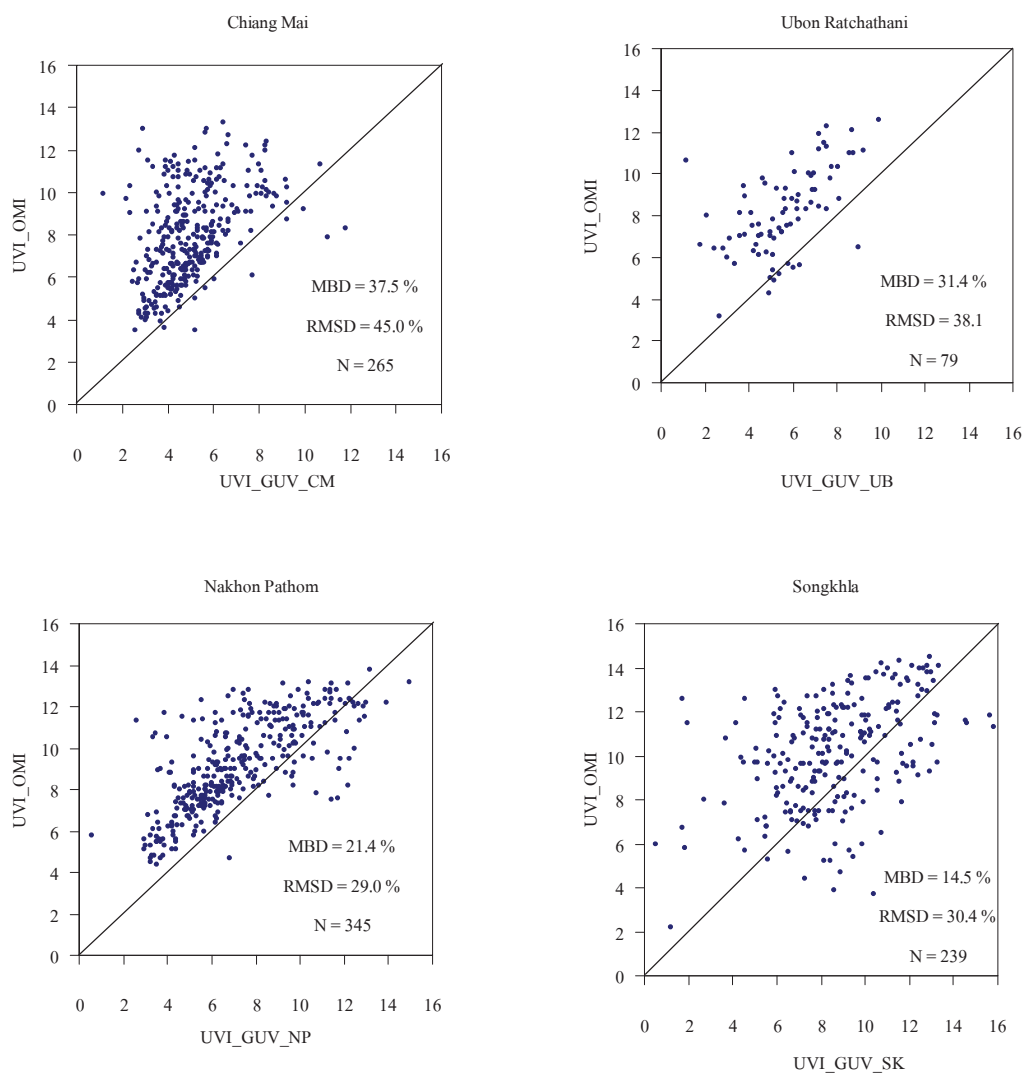 Chiang Mai
16
14
12
10
8
6
4
2
0
UVI_OMI
MBD = 37.5 %
RMSD = 45.0 %
N = 265
0 2 4 6 8 10 12 14 16
UVI_GUV_CM
Ubon Ratchathani
16
14
12
10
8
6
4
2
0
UVI_OMI
MBD = 31.4 %
RMSD = 38.1
N = 79
0 2 4 6 8 10 12 14 16
UVI_GUV_UB
Nakhon Pathom
16
14
12
10
8
6
4
2
0
UVI_OMI
MBD = 21.4 %
RMSD = 29.0 %
N = 345
0 2 4 6 8 10 12 14 16
UVI_GUV_NP
Songkhla
16
14
12
10
8
6
4
2
0
UVI_OMI
MBD = 14.5 %
RMSD = 30.4 %
N = 239
0 2 4 6 8 10 12 14 16
UVI_GUV_SK